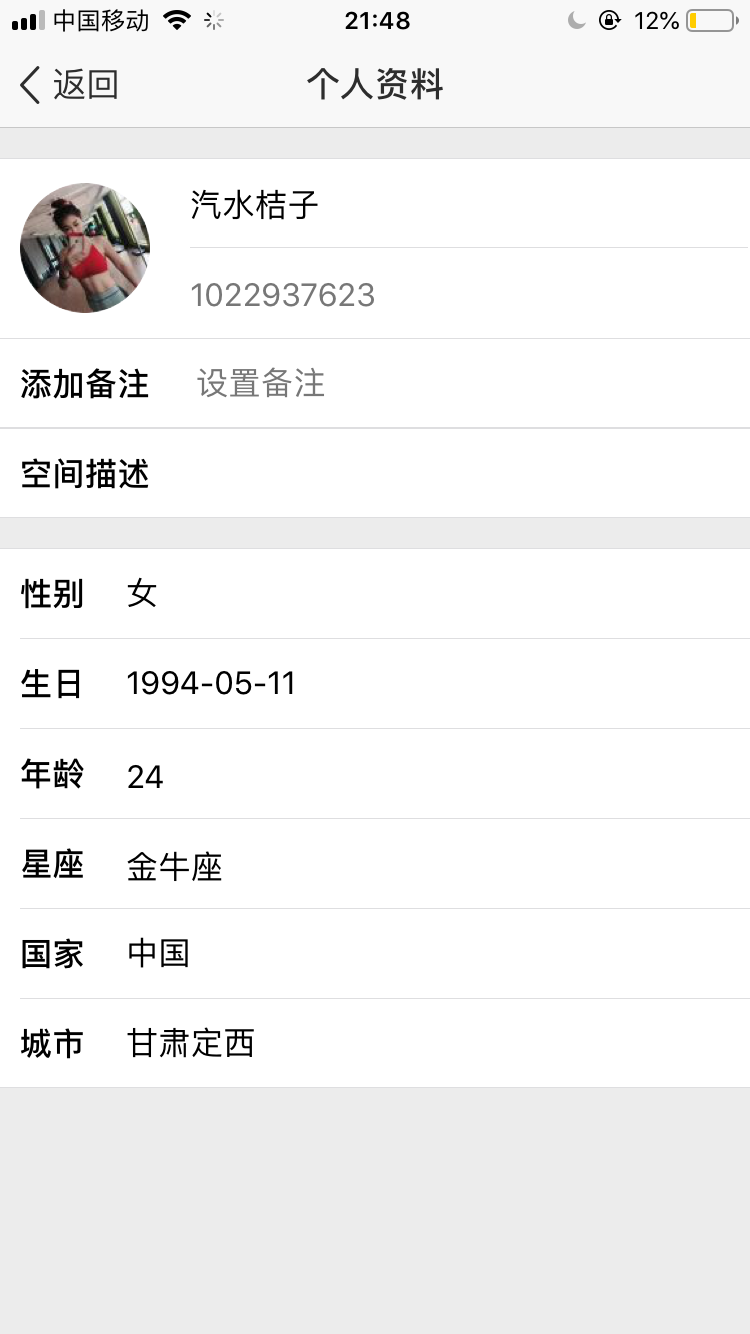 中国移动 21:48 12%
返回 个人资料
汽水桔子
1022937623
添加备注 设置备注
空间描述
性别 女
生日 1994-05-11
年龄 24
星座 金牛座
国家 中国
城市 甘肃定西